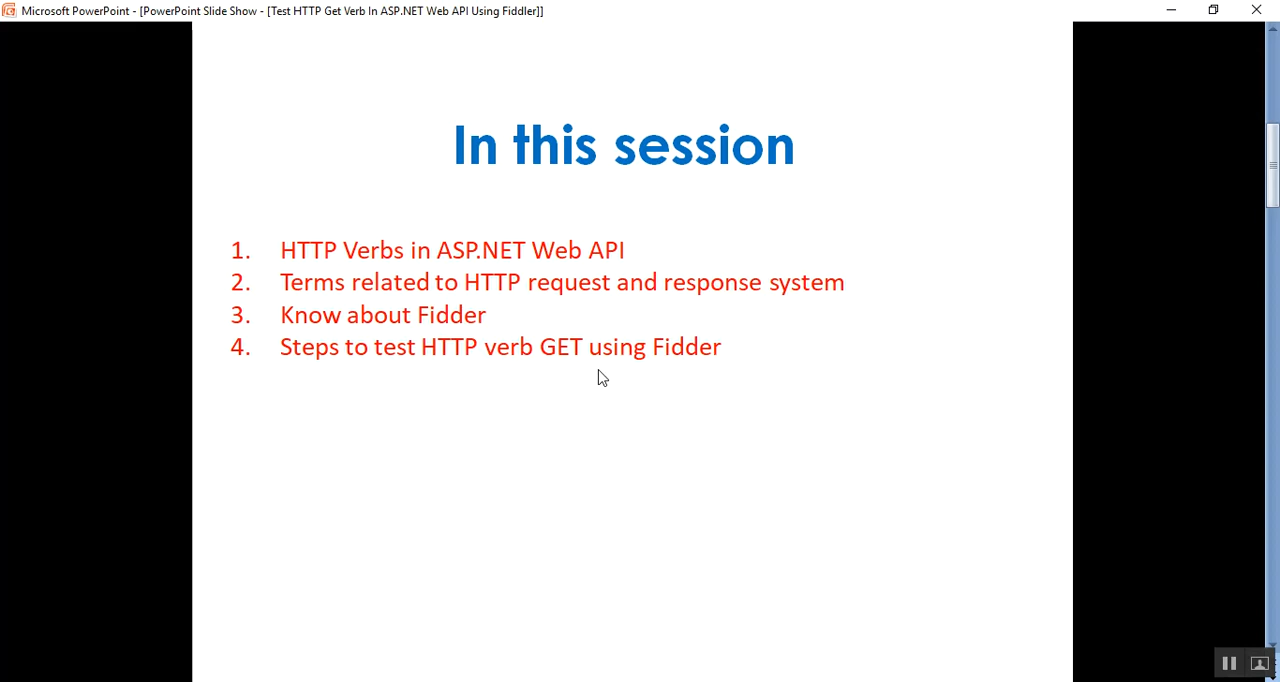 Microsoft PowerPoint - [PowerPoint Slide Show - [Test HTTP Get Verb In ASP.NET Web API Using Fiddler]]
In this session
1. HTTP Verbs in ASP.NET Web API
2. Terms related to HTTP request and response system
3. Know about Fidder
4. Steps to test HTTP verb GET using Fidder